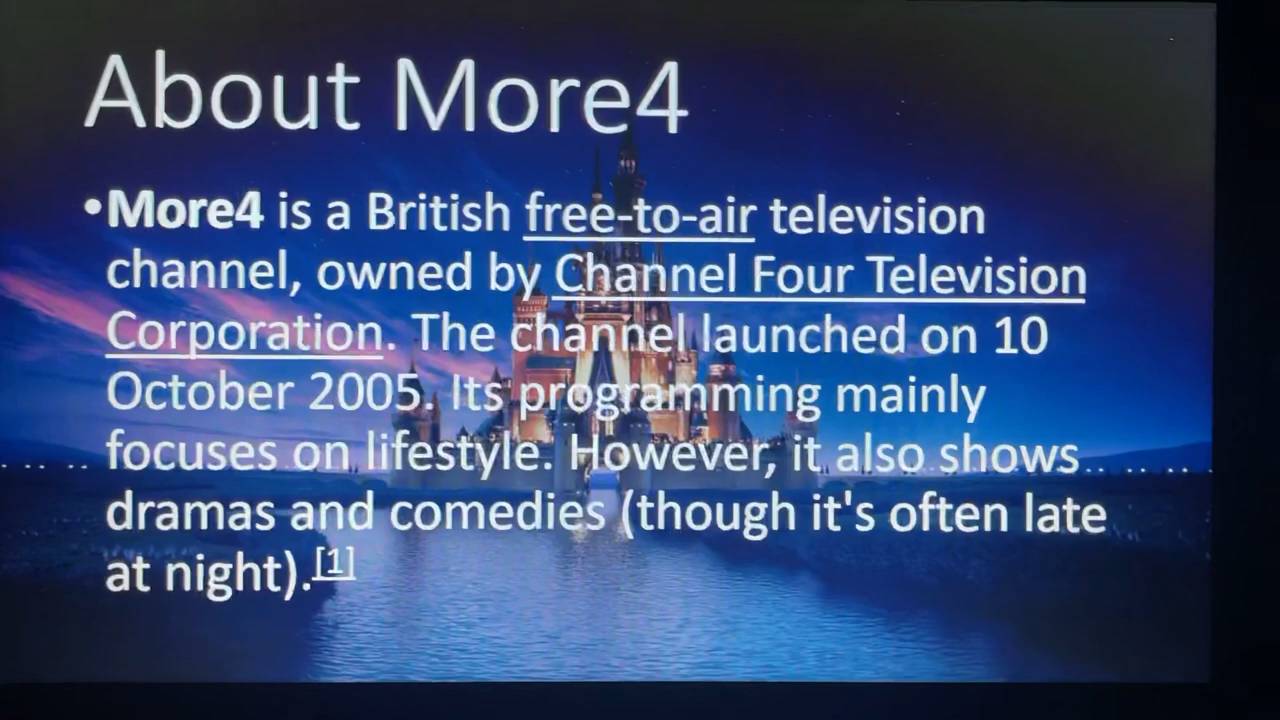 About More4
•More4 is a British free-to-air television
channel, owned by Channel Four Television
Corporation. The channel launched on 10
October 2005. Its programming mainly
focuses on lifestyle. However, it also shows
dramas and comedies (though it's often late
at night).[1]